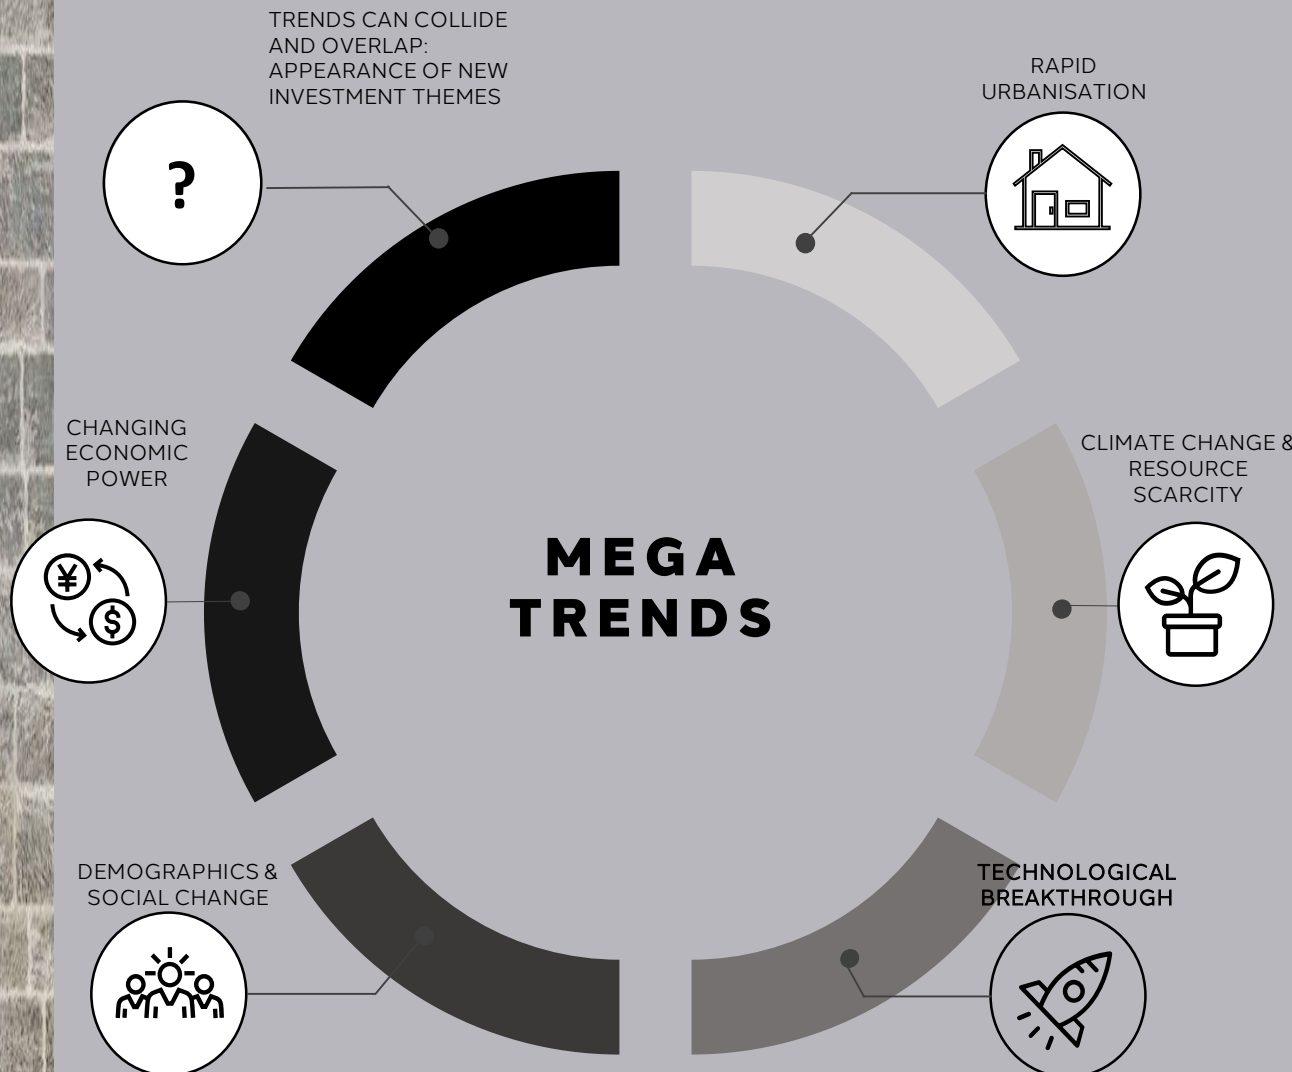 TRENDS CAN COLLIDE
AND OVERLAP:
APPEARANCE OF NEW
INVESTMENT THEMES
?
RAPID
URBANISATION
CHANGING
ECONOMIC
POWER
¥
$
CLIMATE CHANGE &
RESOURCE
SCARCITY
MEGA
TRENDS
DEMOGRAPHICS &
SOCIAL CHANGE
TECHNOLOGICAL
BREAKTHROUGH